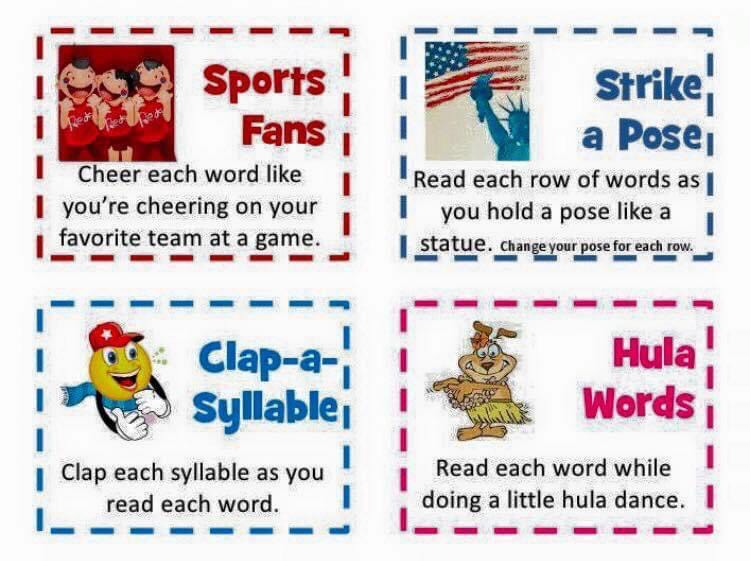 Sports
Fans
Cheer each word like
you're cheering on your
favorite team at a game.
Strike
a Pose
Read each row of words as
you hold a pose like a
statue. Change your pose for each row.
Clap-a-
Syllable
Clap each syllable as you
read each word.
Hula
Words
Read each word while
doing a little hula dance.